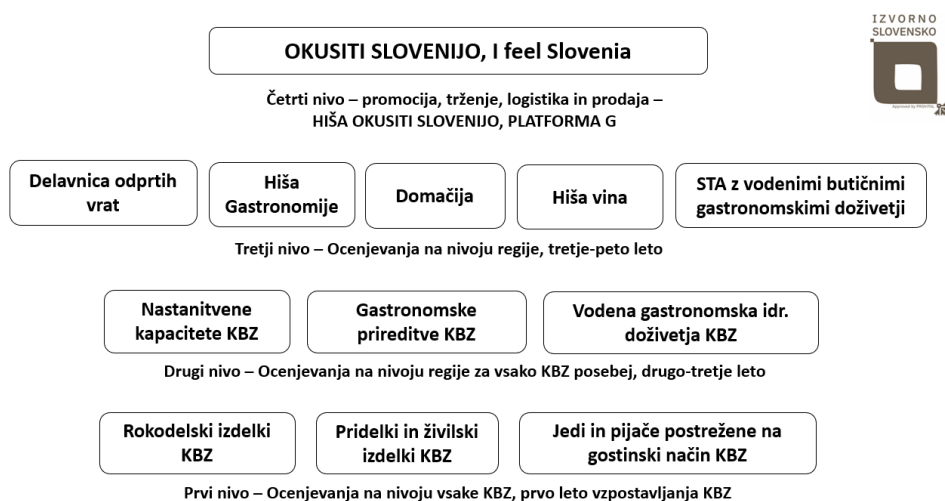 IZVORNO
SLOVENSKO
OKUSITI SLOVENIJO, I feel Slovenia
Approved by PROHITAL
Četrti nivo – promocija, trženje, logistika in prodaja –
HIŠA OKUSITI SLOVENIJO, PLATFORMA G
Delavnica odprtih
vrat
Hiša
Gastronomije
Domačija
Hiša vina
STA z vodenimi butičnimi
gastronomskimi doživetji
Tretji nivo – Ocenjevanja na nivoju regije, tretje-peto leto
Nastanitvene
kapacitete KBZ
Gastronomske
prireditve KBZ
Vodena gastronomska idr.
doživetja KBZ
Drugi nivo – Ocenjevanja na nivoju regije za vsako KBZ posebej, drugo-tretje leto
Rokodelski izdelki
KBZ
Pridelki in živilski
izdelki KBZ
Jedi in pijače postrežene na
gostinski način KBZ
Prvi nivo – Ocenjevanja na nivoju vsake KBZ, prvo leto vzpostavljanja KBZ